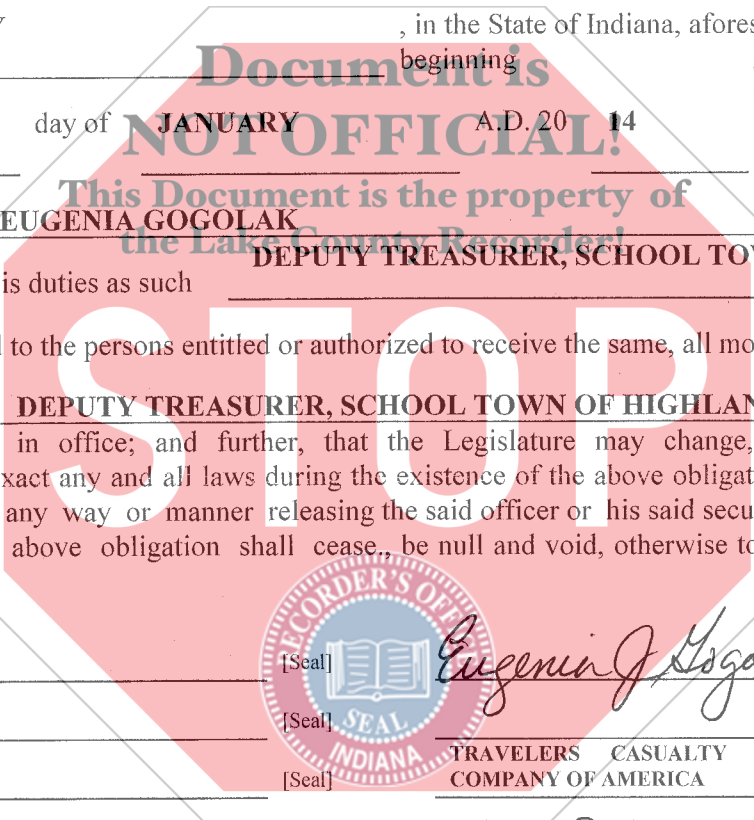 , in the State of Indiana, afores
beginning
Document is
day of JANUARY A.D. 20 14
NOT OFFICIAL!
This Document is the property of
EUGENIA GOGOLAK
the Lake County Recorder!
DEPUTY TREASURER, SCHOOL TOW
is duties as such
STOP
to the persons entitled or authorized to receive the same, all mo
DEPUTY TREASURER, SCHOOL TOWN OF HIGHLAN
in office; and further, that the Legislature may change,
xact any and all laws during the existence of the above obligat
any way or manner releasing the said officer or his said secu
above obligation shall cease., be null and void, otherwise to
RECORDER'S OFFI
[Seal] Eugenia J Goga
[Seal]
SEAL
INDIANA
TRAVELERS CASUALTY
[Seal] COMPANY OF AMERICA